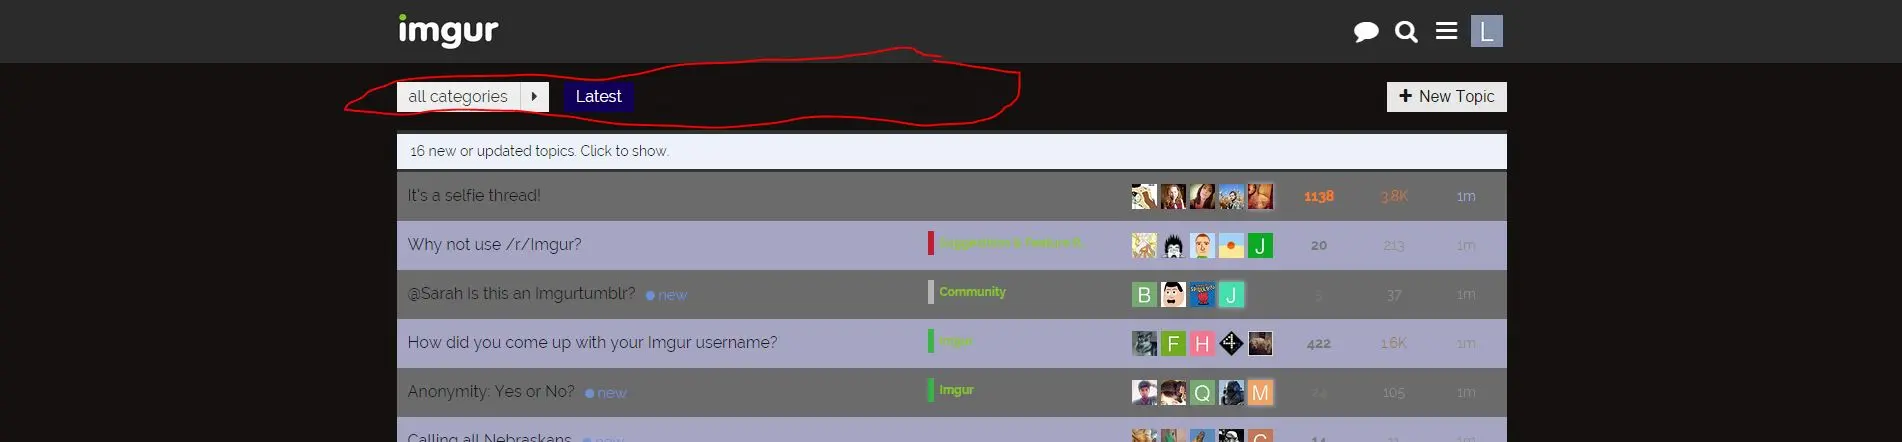 imgur
L
all categories
Latest
+ New Topic
16 new or updated topics. Click to show.
It's a selfie thread!
1138 3.8K 1m
Why not use /r/Imgur?
J 20 213 1m
@Sarah Is this an Imgurtumblr? new
Community
B J 5 37 1m
How did you come up with your Imgur username?
Imgur
F H 4 422 1.6K 1m
Anonymity: Yes or No? new
Imgur
Q M 24 105 1m
Calling all Nebraskans new
C 14 1m